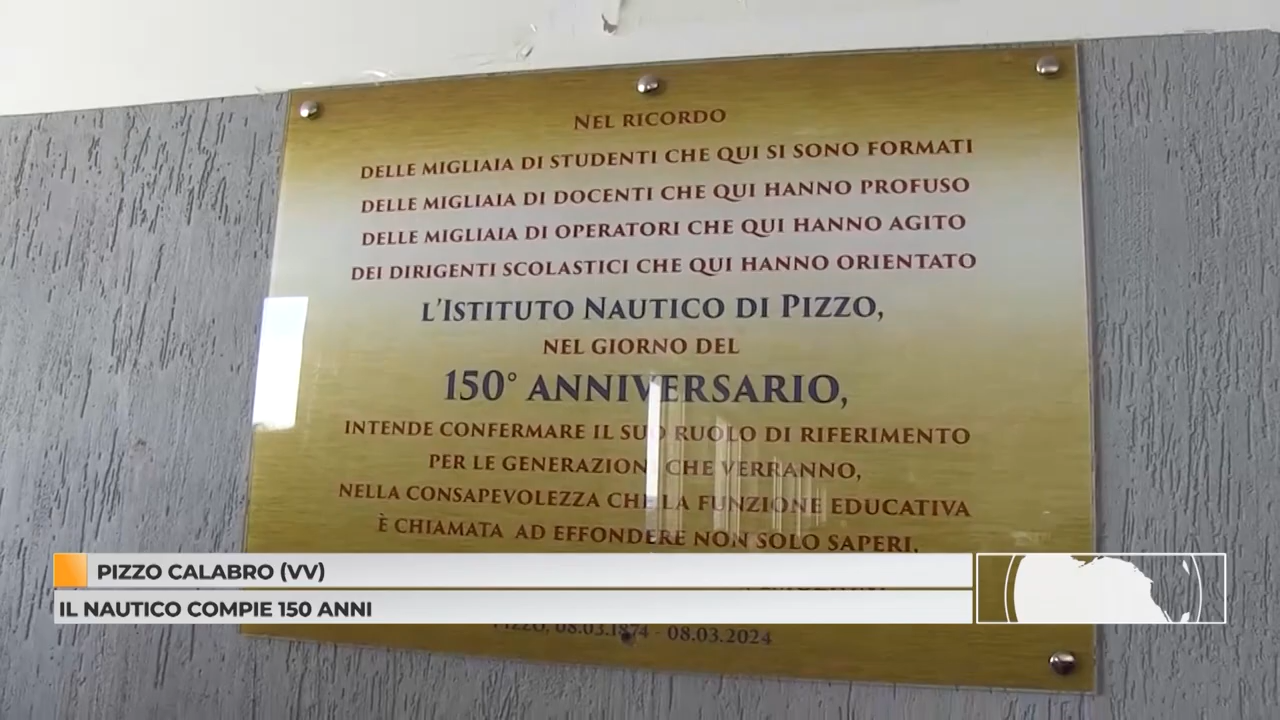 NEL RICORDO
DELLE MIGLIAIA DI STUDENTI CHE QUI SI SONO FORMATI
DELLE MIGLIAIA DI DOCENTI CHE QUI HANNO PROFUSO
DELLE MIGLIAIA DI OPERATORI CHE QUI HANNO AGITO
DEI DIRIGENTI SCOLASTICI CHE QUI HANNO ORIENTATO
L'ISTITUTO NAUTICO DI PIZZO,
NEL GIORNO DEL
150° ANNIVERSARIO,
INTENDE CONFERMARE IL SUO RUOLO DI RIFERIMENTO
PER LE GENERAZIONI CHE VERRANNO,
NELLA CONSAPEVOLEZZA CHE LA FUNZIONE EDUCATIVA
È CHIAMATA AD EFFONDERE NON SOLO SAPERI,
PIZZO, 08.03.1874 - 08.03.2024
PIZZO CALABRO (VV)
IL NAUTICO COMPIE 150 ANNI